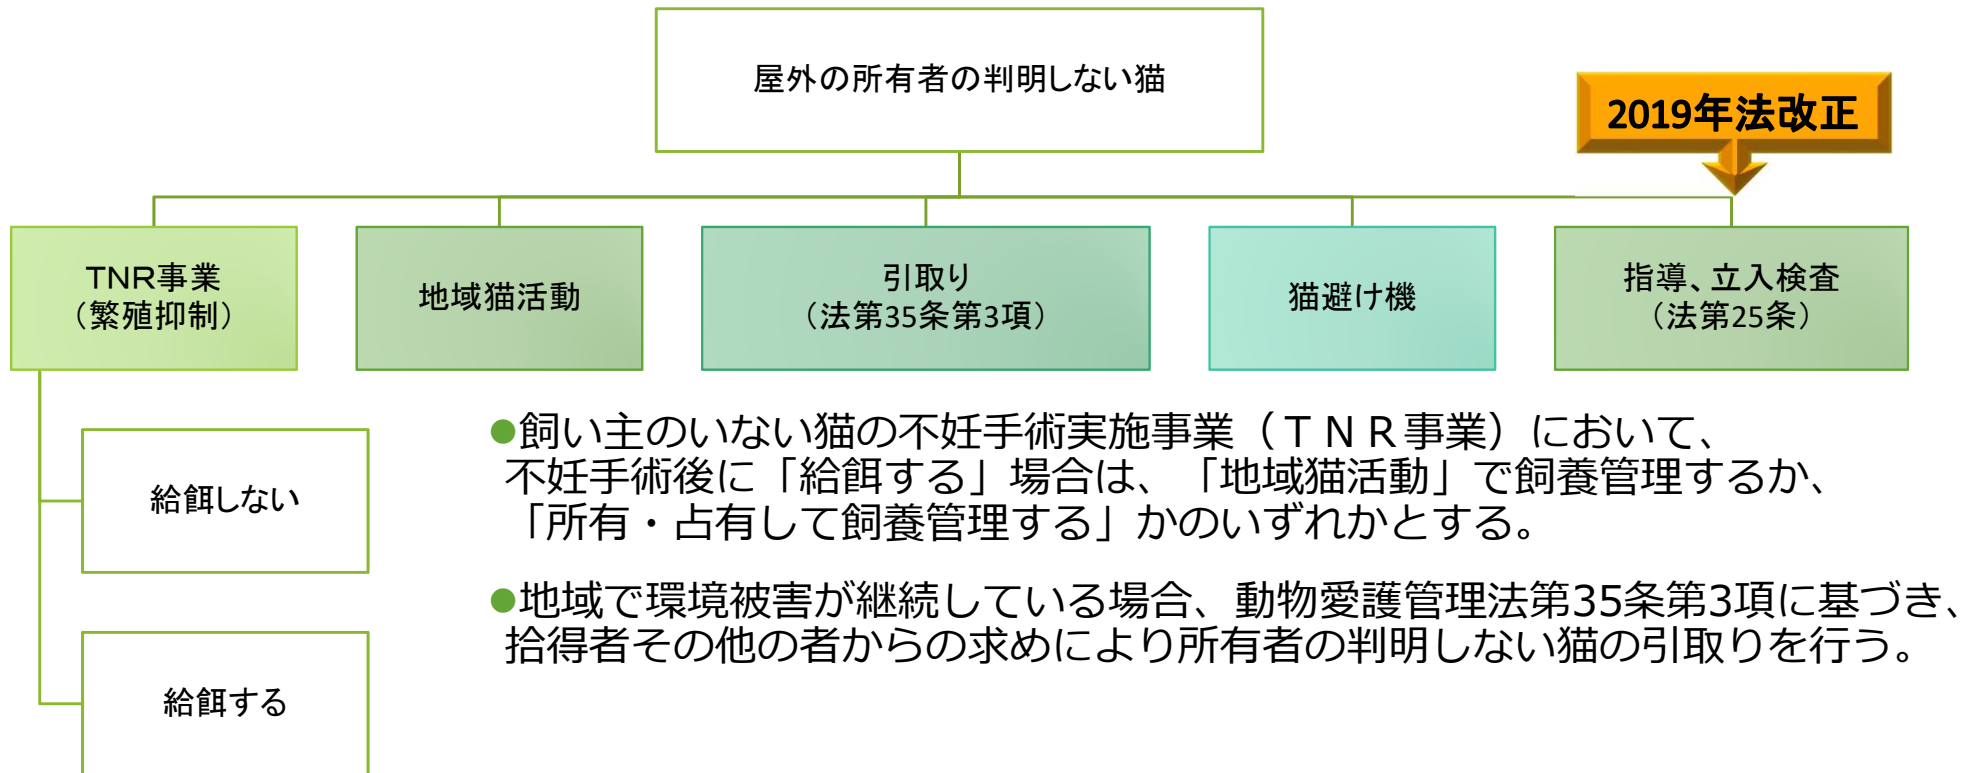 屋外の所有者の判明しない猫
2019年法改正
TNR事業
（繁殖抑制）
地域猫活動
引取り
（法第35条第3項）
猫避け機
指導、立入検査
（法第25条）
給餌しない
給餌する
●飼い主のいない猫の不妊手術実施事業（ＴＮＲ事業）において、
不妊手術後に「給餌する」場合は、「地域猫活動」で飼養管理するか、
「所有・占有して飼養管理する」かのいずれかとする。
●地域で環境被害が継続している場合、動物愛護管理法第35条第3項に基づき、
拾得者その他の者からの求めにより所有者の判明しない猫の引取りを行う。